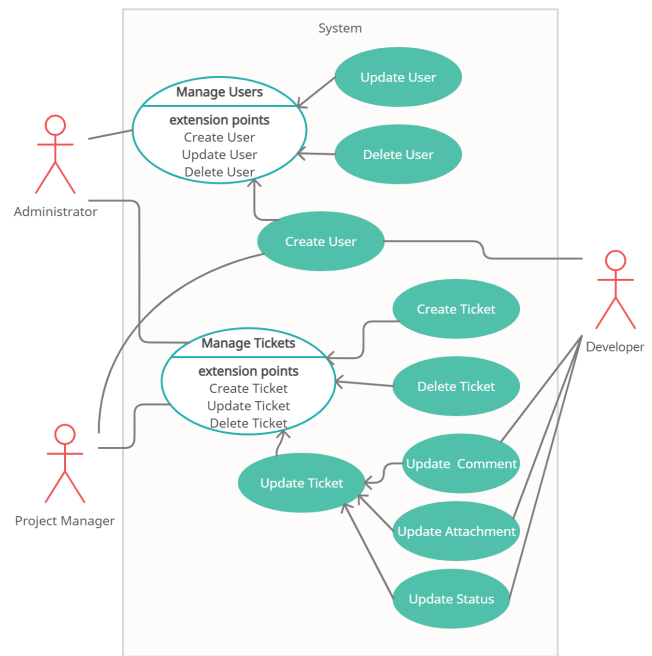 System
Manage Users
extension points
Create User
Update User
Delete User
Update User
Delete User
Administrator
Create User
Developer
Manage Tickets
extension points
Create Ticket
Update Ticket
Delete Ticket
Create Ticket
Delete Ticket
Project Manager
Update Ticket
Update  Comment
Update Attachment
Update Status